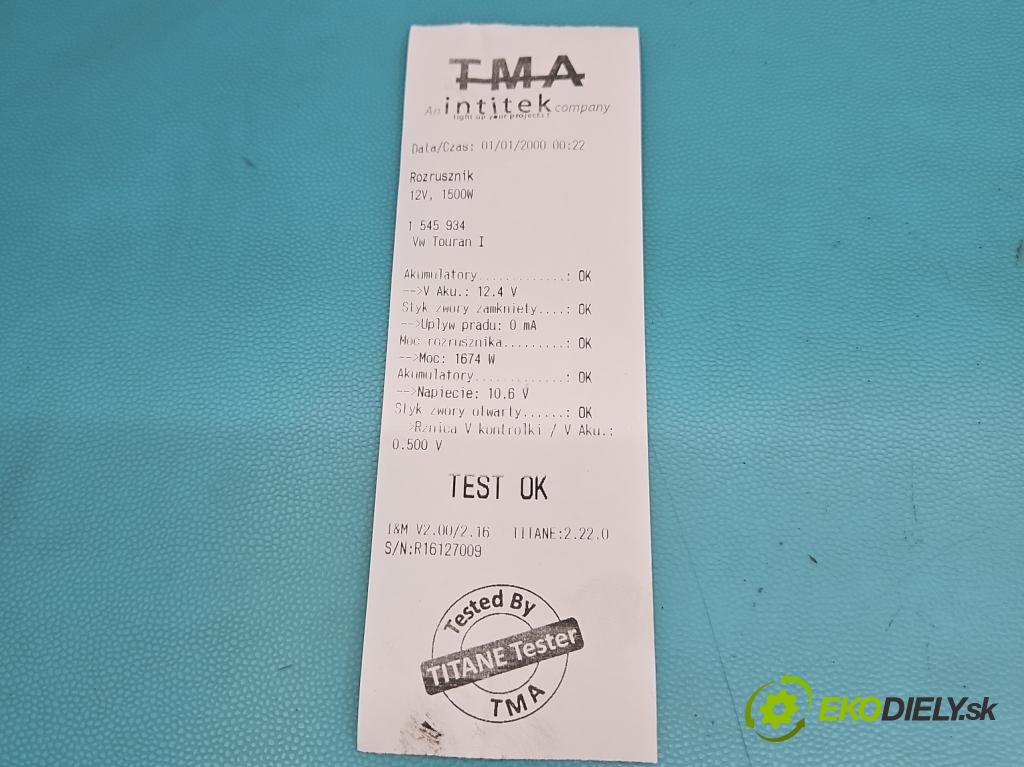 TMA
An intitek company
light up your projects !
Data/Czas: 01/01/2000 00:22
Rozrusznik
12V, 1500W
1 545 934
Vw Touran I
Akumulatory............: OK
-->V Aku.: 12.4 V
Styk zwory zamkniety....: OK
-->Uplyw pradu: 0 mA
Moc rozrusznika.........: OK
-->Moc: 1674 W
Akumulatory.............: OK
-->Napiecie: 10.6 V
Styk zwory otwarty......: OK
>Rznica V kontrolki / V Aku.:
0.500 V
TEST OK
I&M V2.00/2.16 TITANE:2.22.0
S/N:R16127009
Tested By
TITANE Tester
TMA
EKODIELY.sk